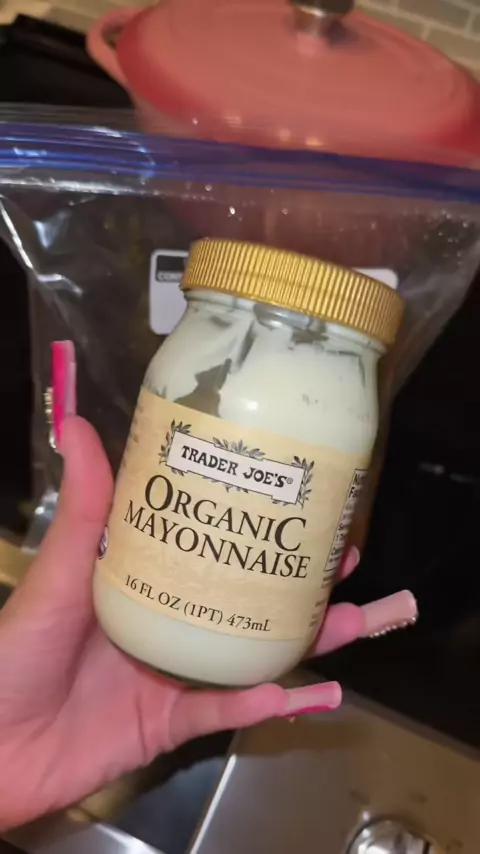 TRADER JOE'S®
ORGANIC
MAYONNAISE
16 FL OZ (1PT) 473mL